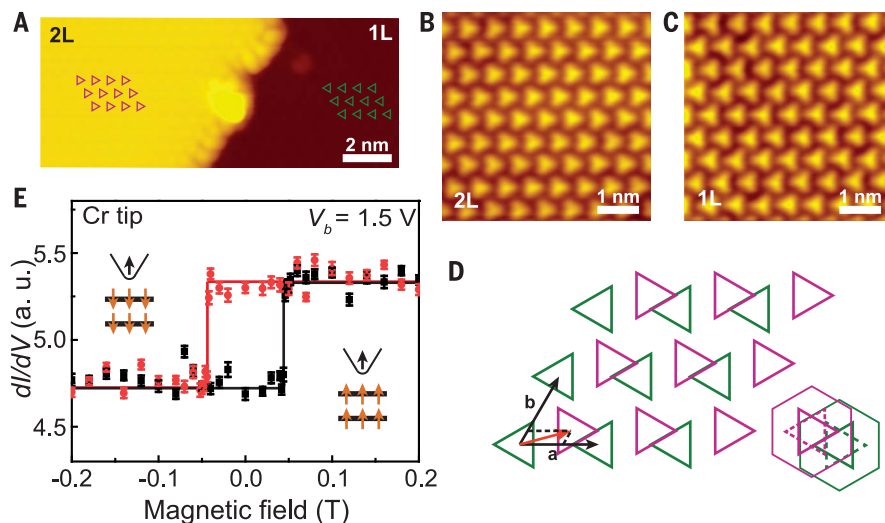 A
2L
1L
2 nm
B
2L
1 nm
C
1L
1 nm
E
Cr tip
V_b = 1.5 V
dI/dV (a. u.)
5.5
5.0
4.5
-0.2
-0.1
0.0
0.1
0.2
Magnetic field (T)
D
b
a